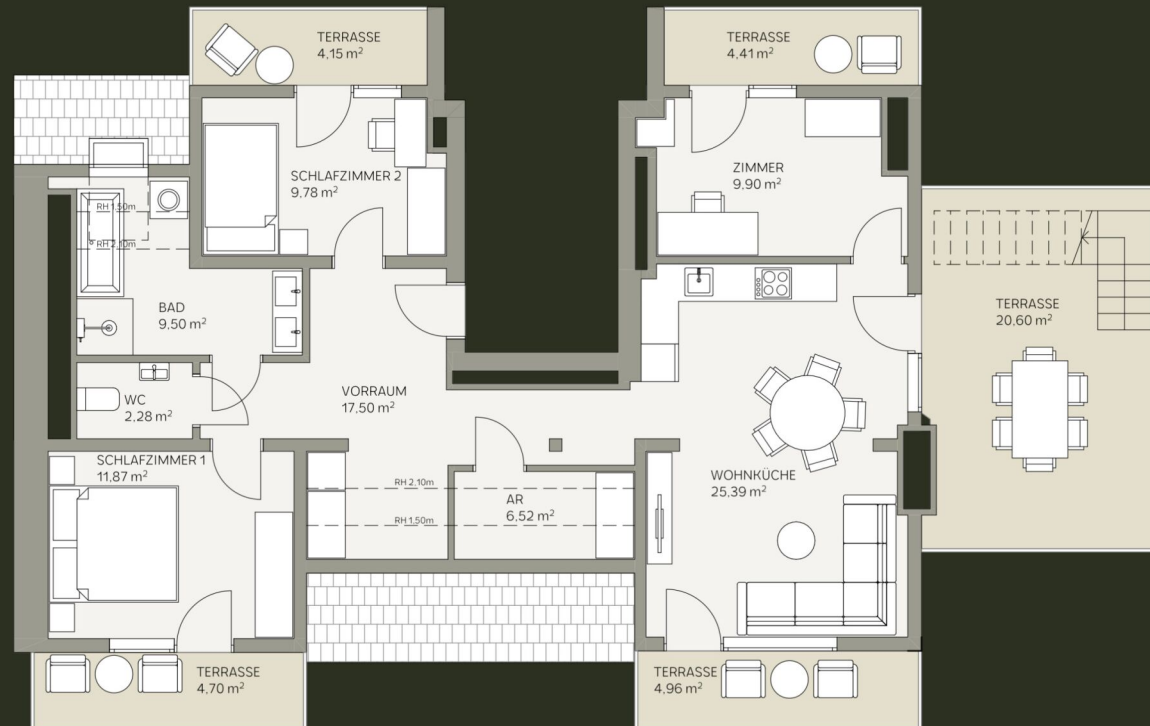 TERRASSE
4,15 m²
TERRASSE
4,41 m²
SCHLAFZIMMER 2
9,78 m²
ZIMMER
9,90 m²
RH 1,50m
RH 2,10m
BAD
9,50 m²
TERRASSE
20,60 m²
WC
2,28 m²
VORRAUM
17,50 m²
SCHLAFZIMMER 1
11,87 m²
RH 2,10m
RH 1,50m
AR
6,52 m²
WOHNKÜCHE
25,39 m²
TERRASSE
4,70 m²
TERRASSE
4,96 m²